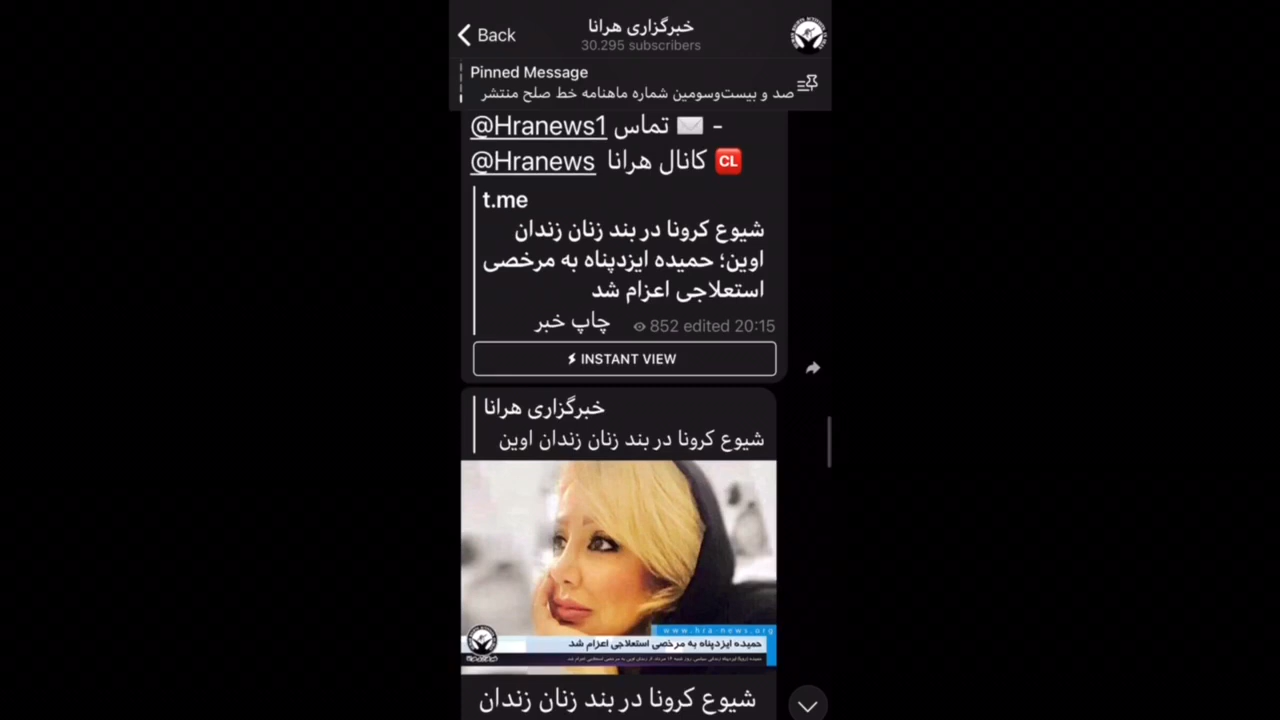 Back
خبرگزاری هرانا
30.295 subscribers
Pinned Message
صد و بیست‌وسومین شماره ماهنامه خط صلح منتشر
- ✉️ تماس @Hranews1
🆑 کانال هرانا @Hranews
t.me
شیوع کرونا در بند زنان زندان
اوین؛ حمیده ایزدپناه به مرخصی
استعلاجی اعزام شد
چاپ خبر
852 edited 20:15
INSTANT VIEW
خبرگزاری هرانا
شیوع کرونا در بند زنان زندان اوین
www.hra-news.org
حمیده ایزدپناه به مرخصی استعلاجی اعزام شد
شیوع کرونا در بند زنان زندان